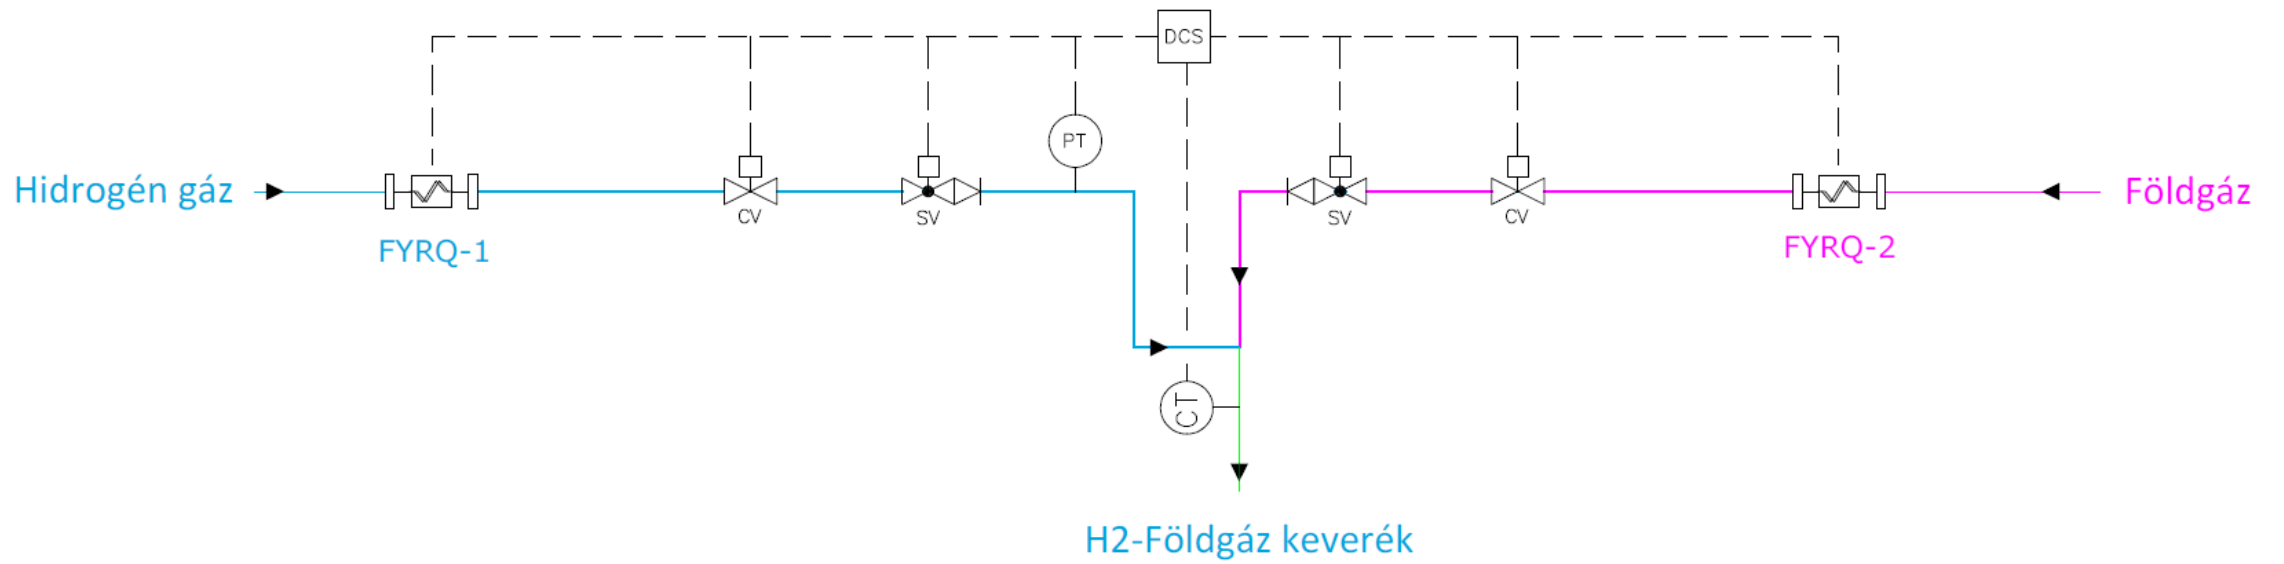 DCS
PT
Hidrogén gáz
CV
SV
SV
CV
Földgáz
FYRQ-1
FYRQ-2
CT
H2-Földgáz keverék